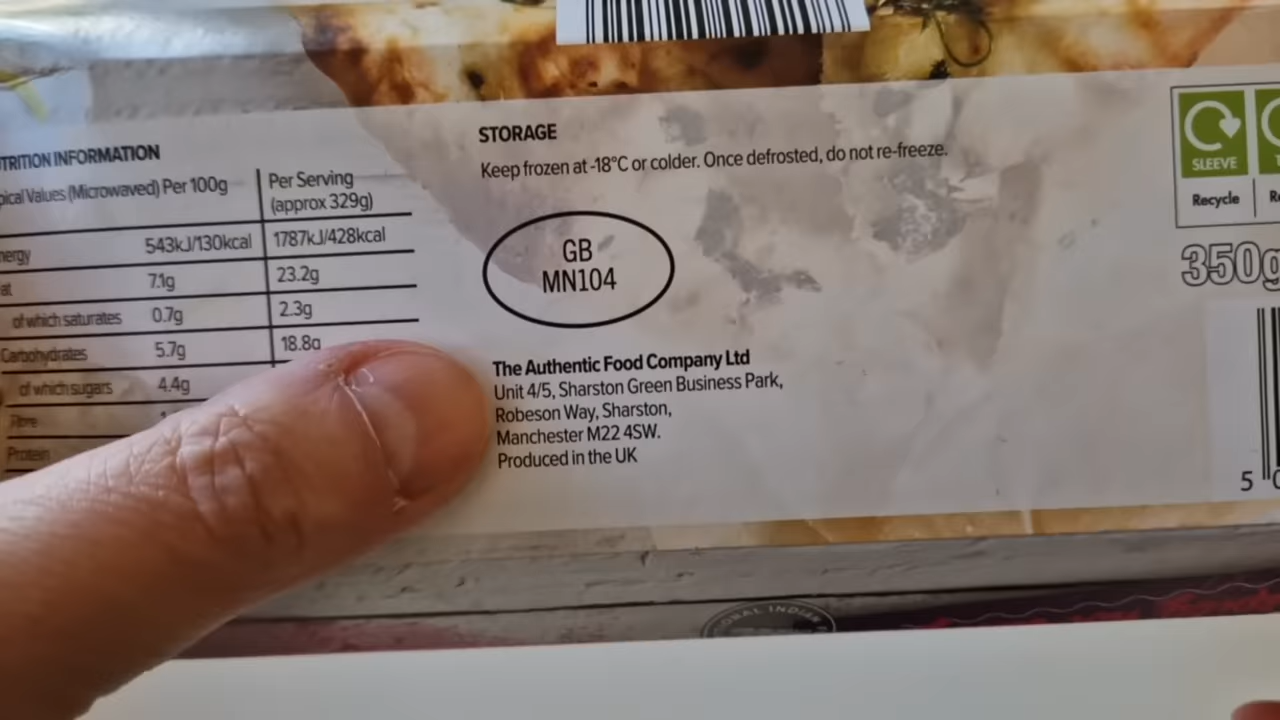 STORAGE
Keep frozen at -18°C or colder. Once defrosted, do not re-freeze.
TRITION INFORMATION
pical Values (Microwaved) Per 100g
Per Serving
(approx 329g)
nergy 543kJ/130kcal 1787kJ/428kcal
at 7.1g 23.2g
of which saturates 0.7g 2.3g
Carbohydrates 5.7g 18.8g
of which sugars 4.4g
Fibre
Protein
GB
MN104
The Authentic Food Company Ltd
Unit 4/5, Sharston Green Business Park,
Robeson Way, Sharston,
Manchester M22 4SW.
Produced in the UK
SLEEVE
Recycle
350g
5